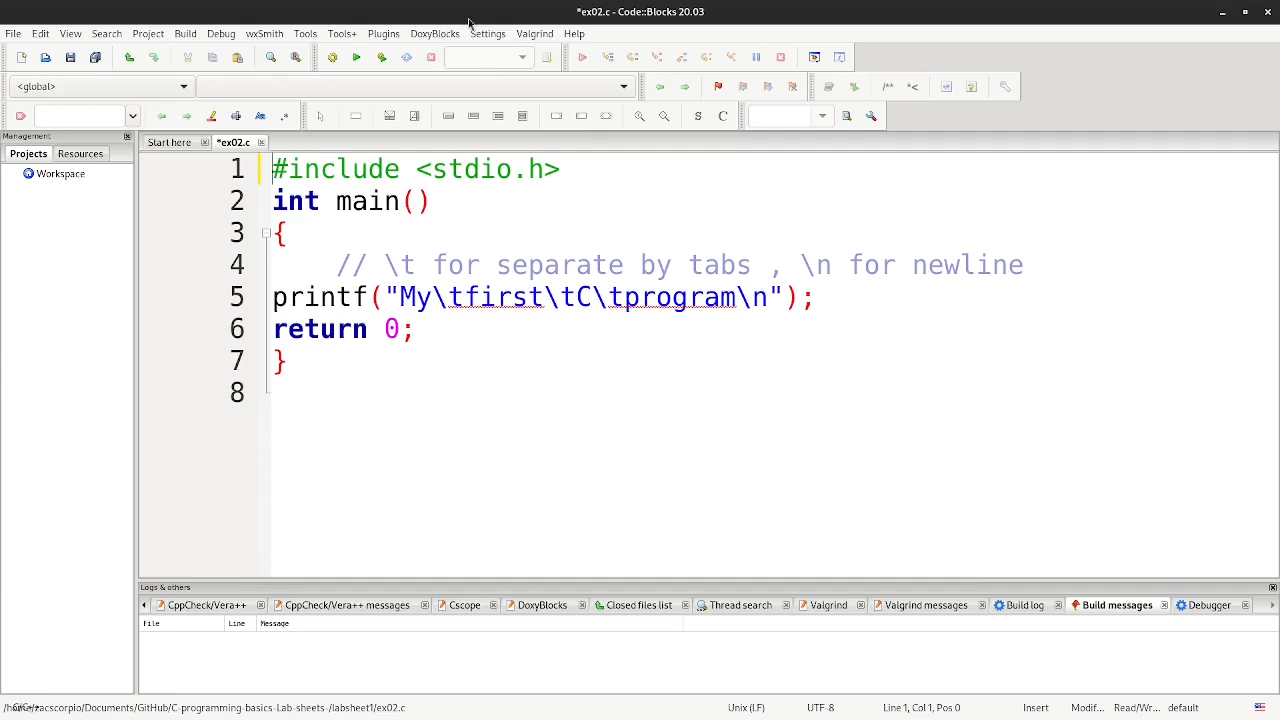 *ex02.c - Code::Blocks 20.03
File Edit View Search Project Build Debug wxSmith Tools Tools+ Plugins DoxyBlocks Settings Valgrind Help
<global>
/** *<
.* S C
Management
Projects Resources
Workspace
Start here *ex02.c
1 #include <stdio.h>
2 int main()
3 {
4 // \t for separate by tabs , \n for newline
5 printf("My\tfirst\tC\tprogram\n");
6 return 0;
7 }
8
Logs & others
CppCheck/Vera++ CppCheck/Vera++ messages Cscope DoxyBlocks Closed files list Thread search Valgrind Valgrind messages Build log Build messages Debugger
File Line Message
zacscorpio/Documents/GitHub/C-programming-basics-Lab-sheets-/labsheet1/ex02.c Unix (LF) UTF-8 Line 1, Col 1, Pos 0 Insert Modif... Read/Wr... default